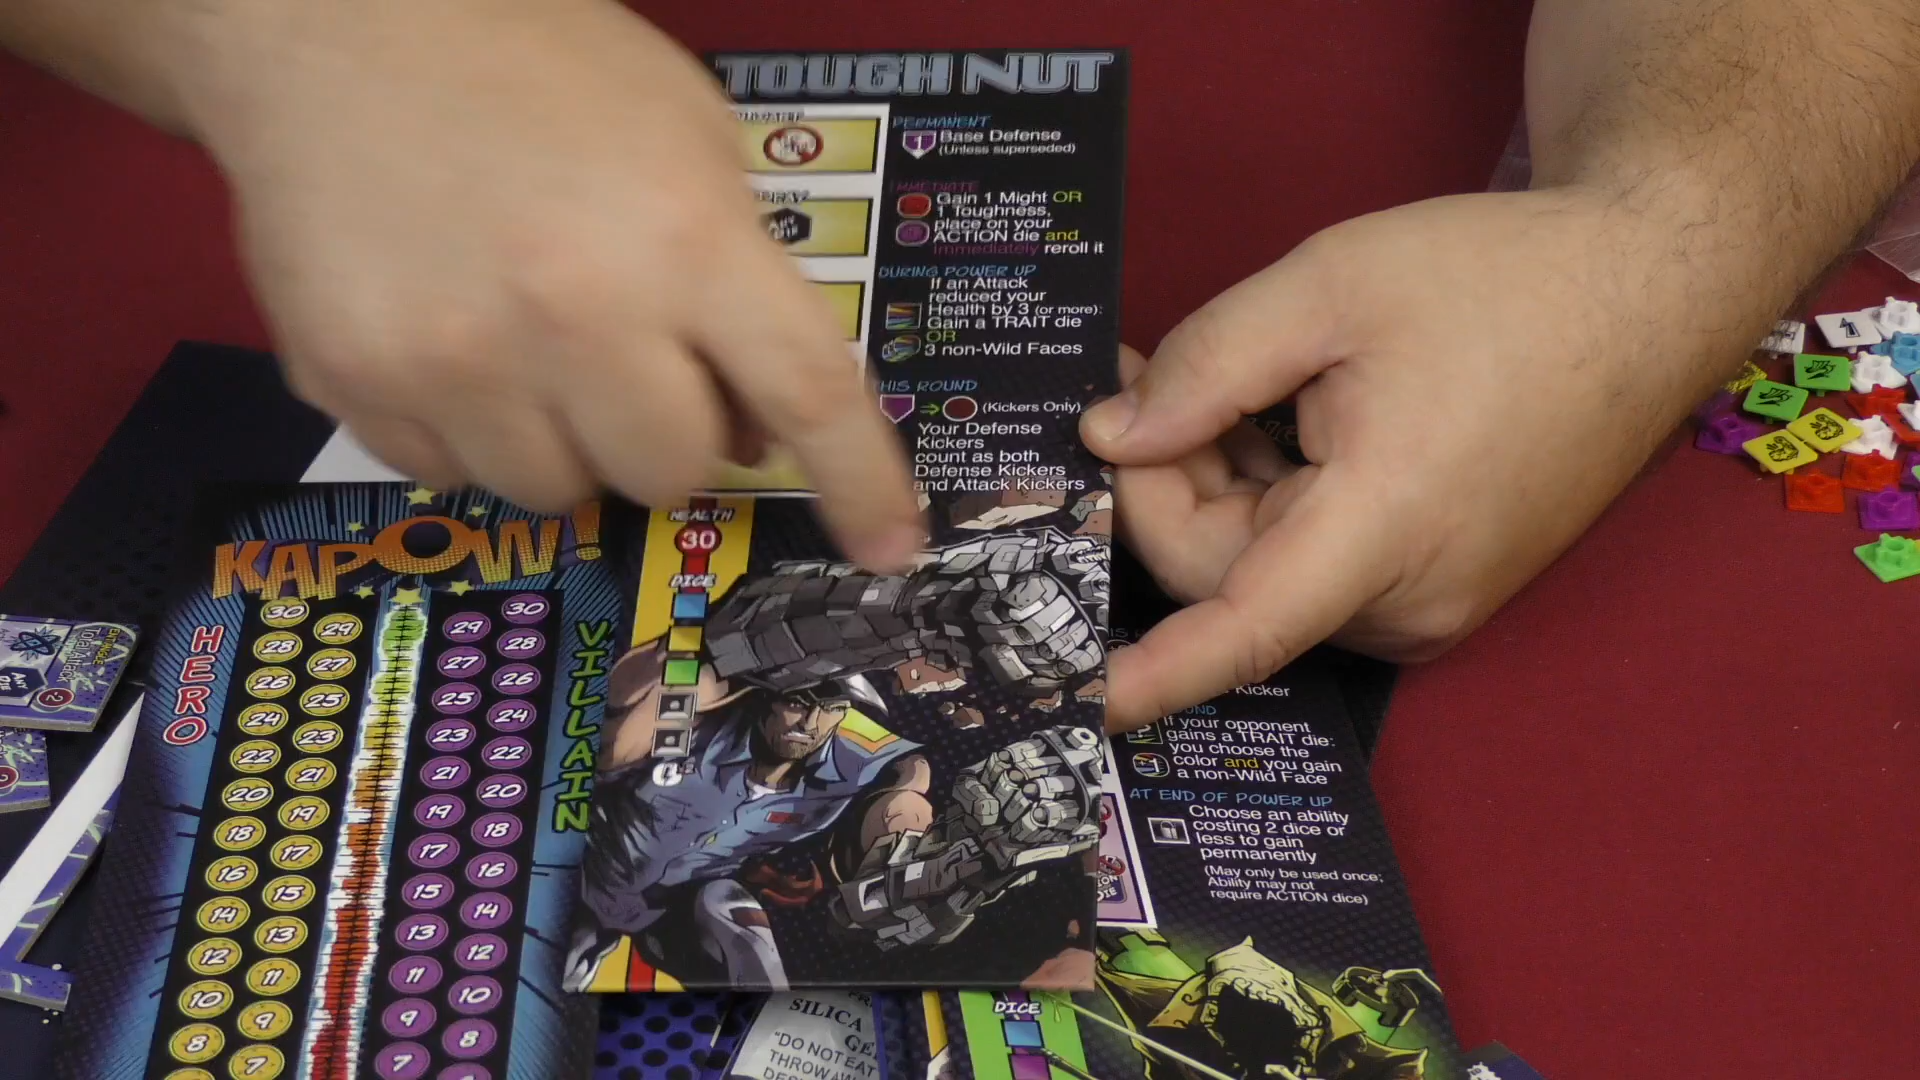 TOUGH NUT
PERMANENT
1 Base Defense
(Unless superseded)
IMMEDIATE
Gain 1 Might OR
1 Toughness,
place on your
ACTION die and
immediately reroll it
DURING POWER UP
If an Attack
reduced your
Health by 3 (or more):
Gain a TRAIT die
OR
3 non-Wild Faces
THIS ROUND
(Kickers Only)
Your Defense
Kickers
count as both
Defense Kickers
and Attack Kickers
ANY
DIE
HEALTH
30
DICE
KAPOW!
HERO
VILLAIN
30 30
29 29
28 28
27 27
26 26
25 25
24 24
23 23
22 22
21 21
20 20
19 19
18 18
17 17
16 16
15 15
14 14
13 13
12 12
11 11
10 10
9 9
8 8
7 7
Kicker
If your opponent
gains a TRAIT die:
you choose the
color and you gain
a non-Wild Face
AT END OF POWER UP
Choose an ability
costing 2 dice or
less to gain
permanently
(May only be used once;
Ability may not
require ACTION dice)
DICE
SILICA
"DO NOT EAT
ANY
DIE
2